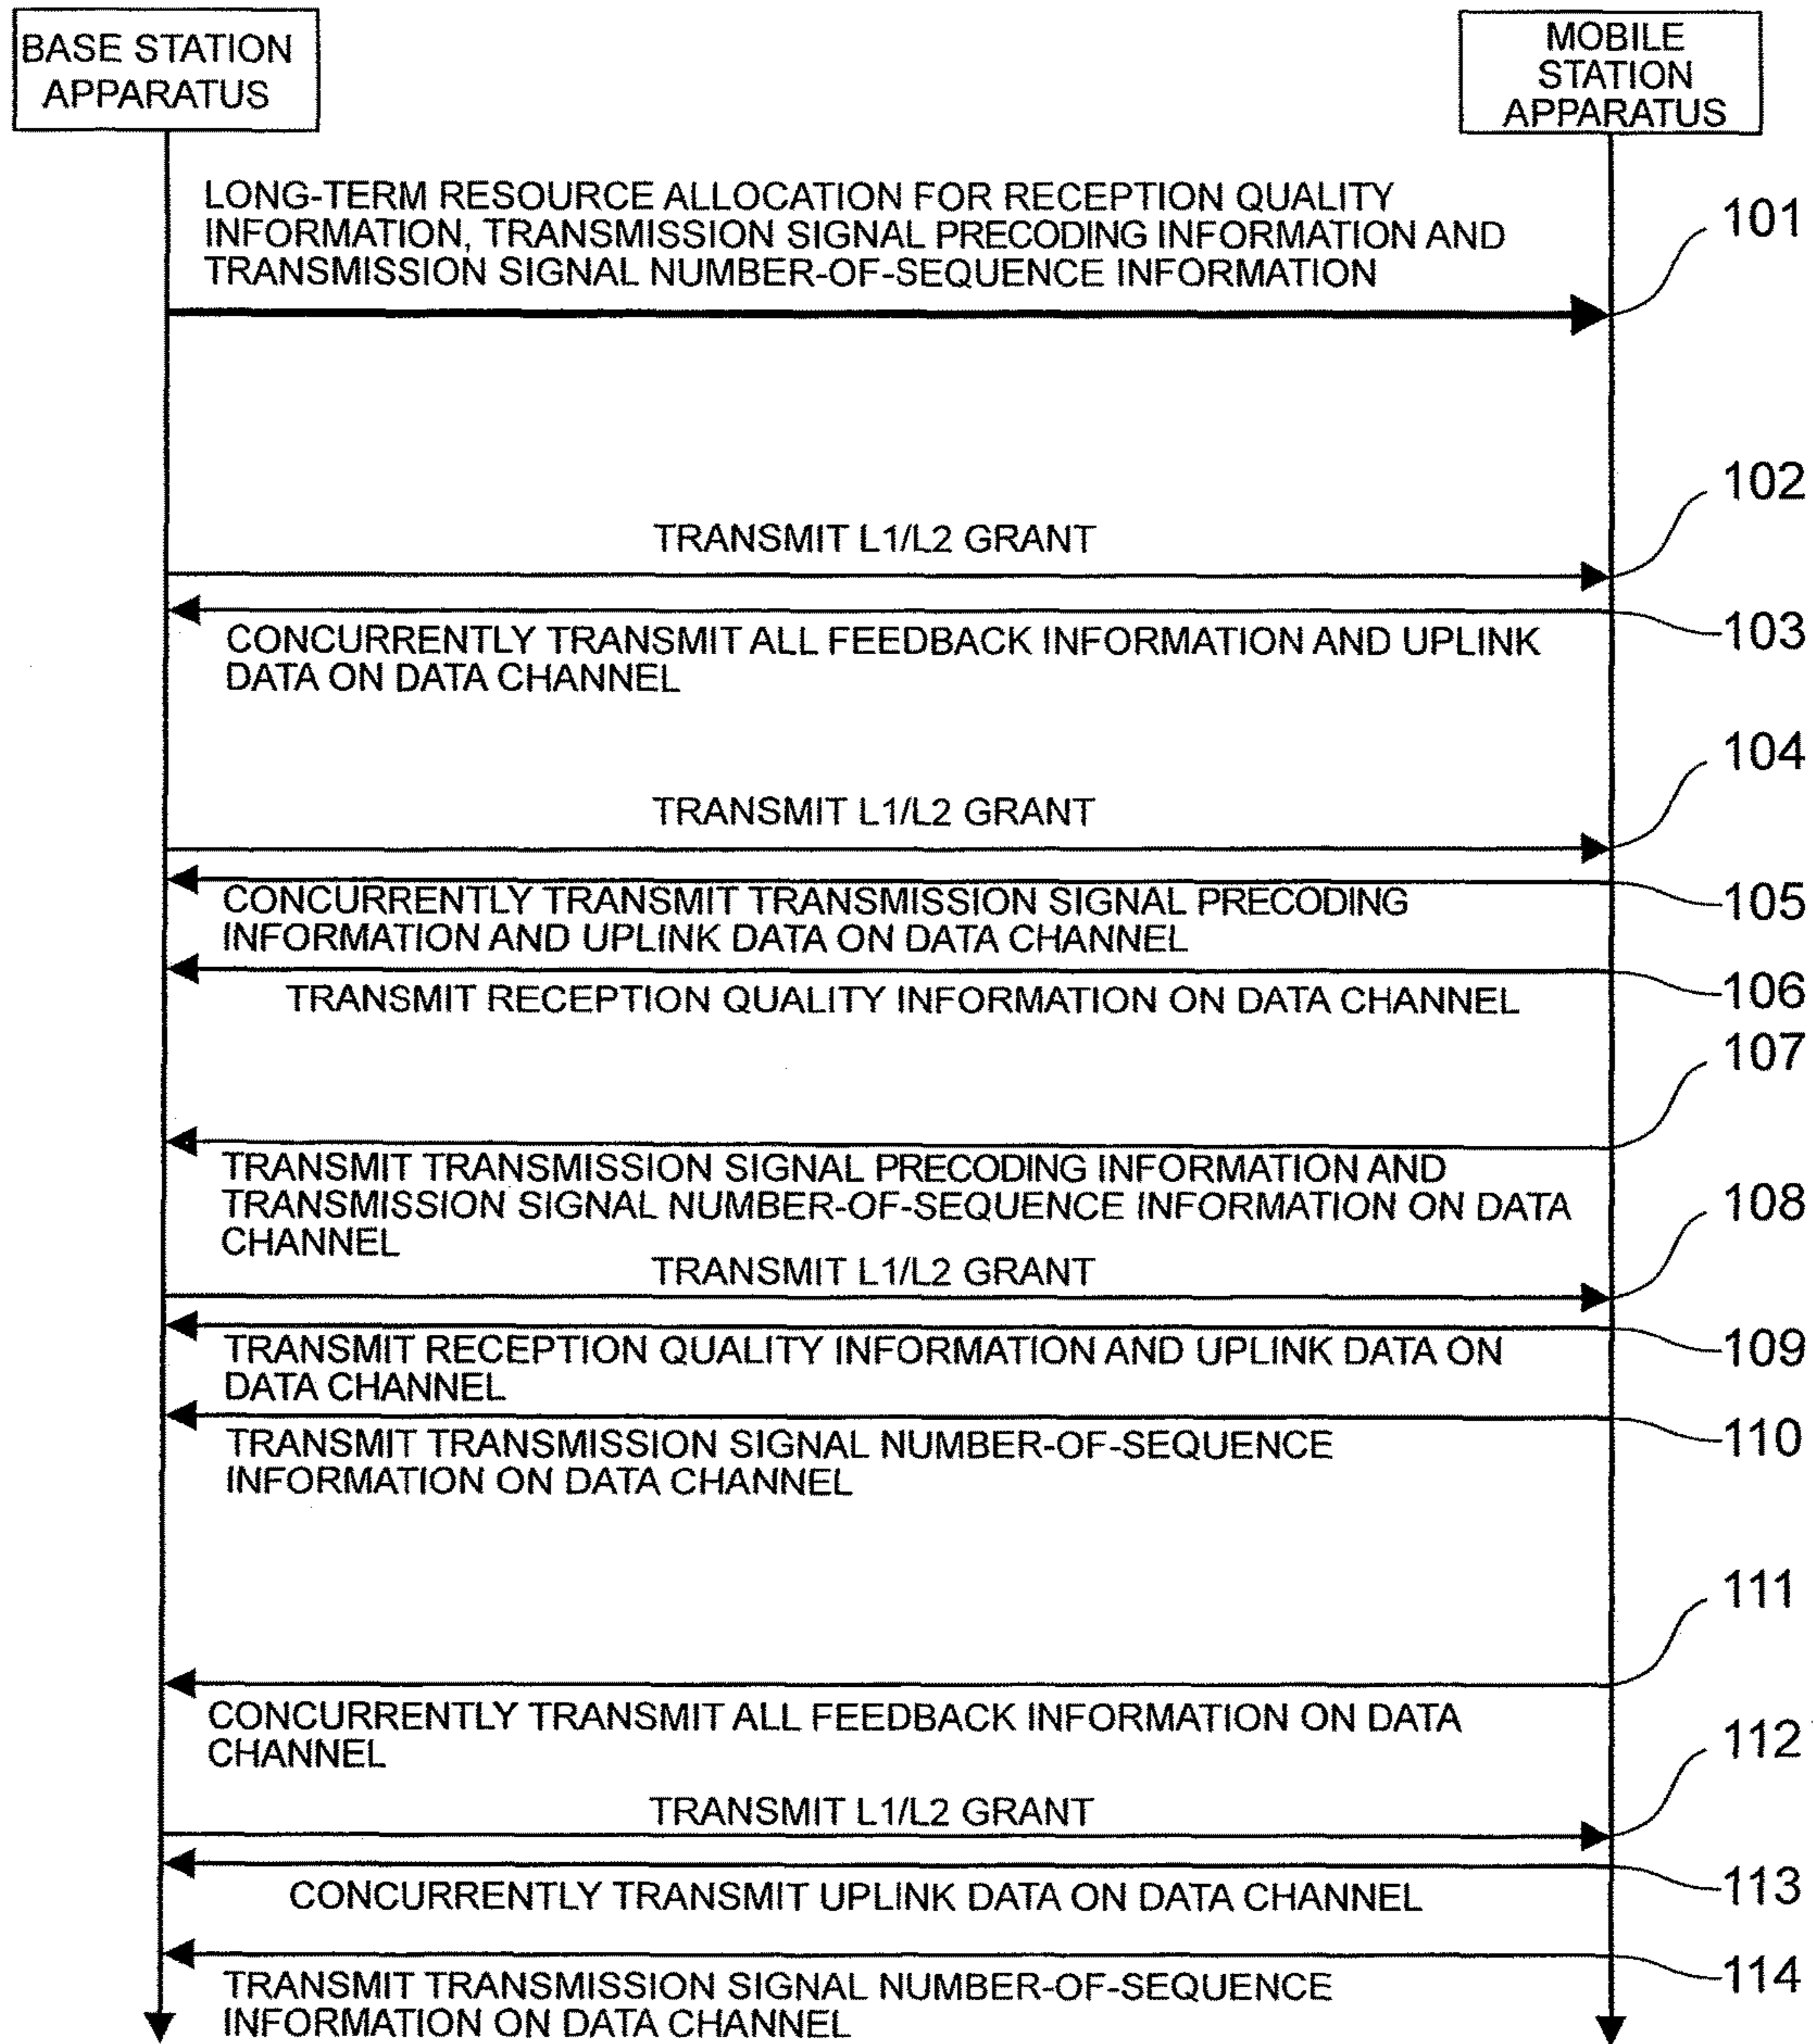 BASE STATION
APPARATUS
MOBILE
STATION
APPARATUS
LONG-TERM RESOURCE ALLOCATION FOR RECEPTION QUALITY
INFORMATION, TRANSMISSION SIGNAL PRECODING INFORMATION AND
TRANSMISSION SIGNAL NUMBER-OF-SEQUENCE INFORMATION
101
102
TRANSMIT L1/L2 GRANT
103
CONCURRENTLY TRANSMIT ALL FEEDBACK INFORMATION AND UPLINK
DATA ON DATA CHANNEL
104
TRANSMIT L1/L2 GRANT
105
CONCURRENTLY TRANSMIT TRANSMISSION SIGNAL PRECODING
INFORMATION AND UPLINK DATA ON DATA CHANNEL
106
TRANSMIT RECEPTION QUALITY INFORMATION ON DATA CHANNEL
107
TRANSMIT TRANSMISSION SIGNAL PRECODING INFORMATION AND
TRANSMISSION SIGNAL NUMBER-OF-SEQUENCE INFORMATION ON DATA
CHANNEL
108
TRANSMIT L1/L2 GRANT
109
TRANSMIT RECEPTION QUALITY INFORMATION AND UPLINK DATA ON
DATA CHANNEL
110
TRANSMIT TRANSMISSION SIGNAL NUMBER-OF-SEQUENCE
INFORMATION ON DATA CHANNEL
111
CONCURRENTLY TRANSMIT ALL FEEDBACK INFORMATION ON DATA
CHANNEL
112
TRANSMIT L1/L2 GRANT
113
CONCURRENTLY TRANSMIT UPLINK DATA ON DATA CHANNEL
114
TRANSMIT TRANSMISSION SIGNAL NUMBER-OF-SEQUENCE
INFORMATION ON DATA CHANNEL